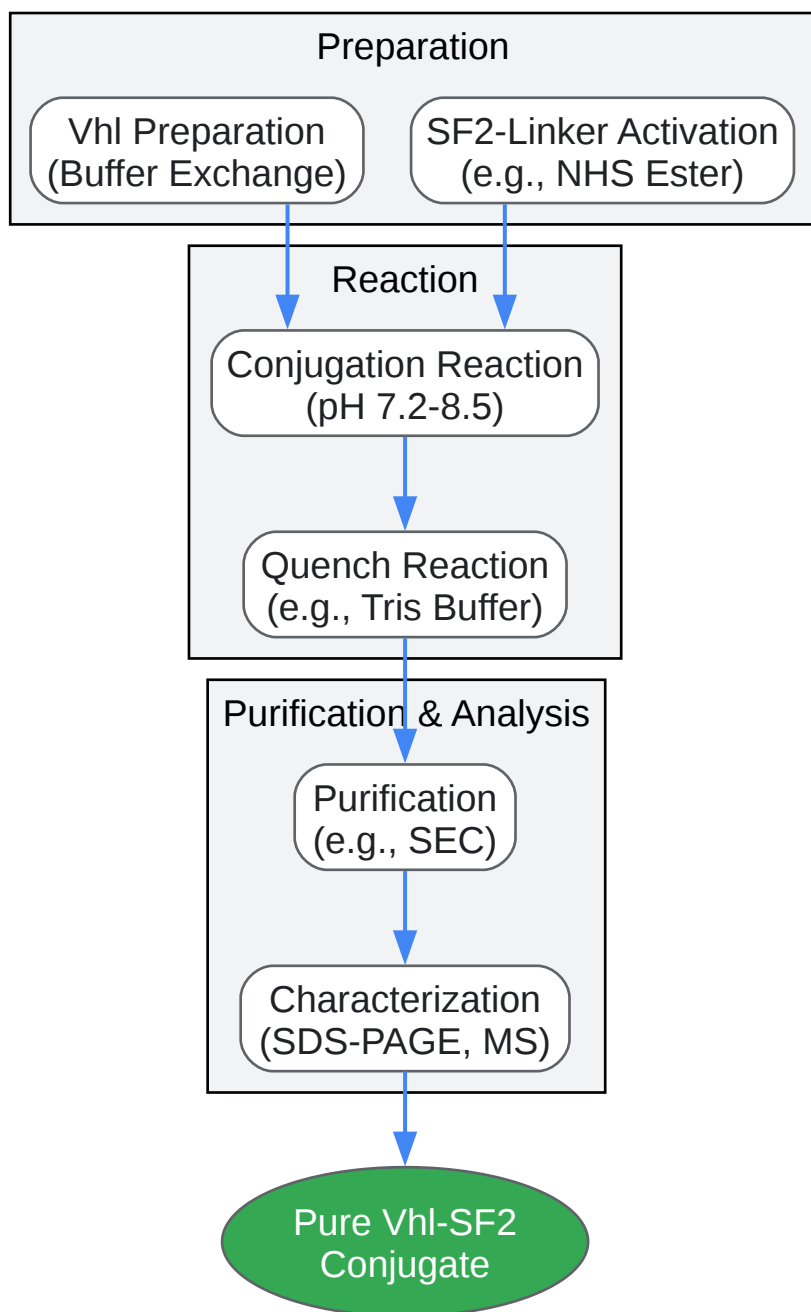 Preparation
Vhl Preparation
(Buffer Exchange)
SF2-Linker Activation
(e.g., NHS Ester)
Reaction
Conjugation Reaction
(pH 7.2-8.5)
Quench Reaction
(e.g., Tris Buffer)
Purification & Analysis
Purification
(e.g., SEC)
Characterization
(SDS-PAGE, MS)
Pure Vhl-SF2
Conjugate